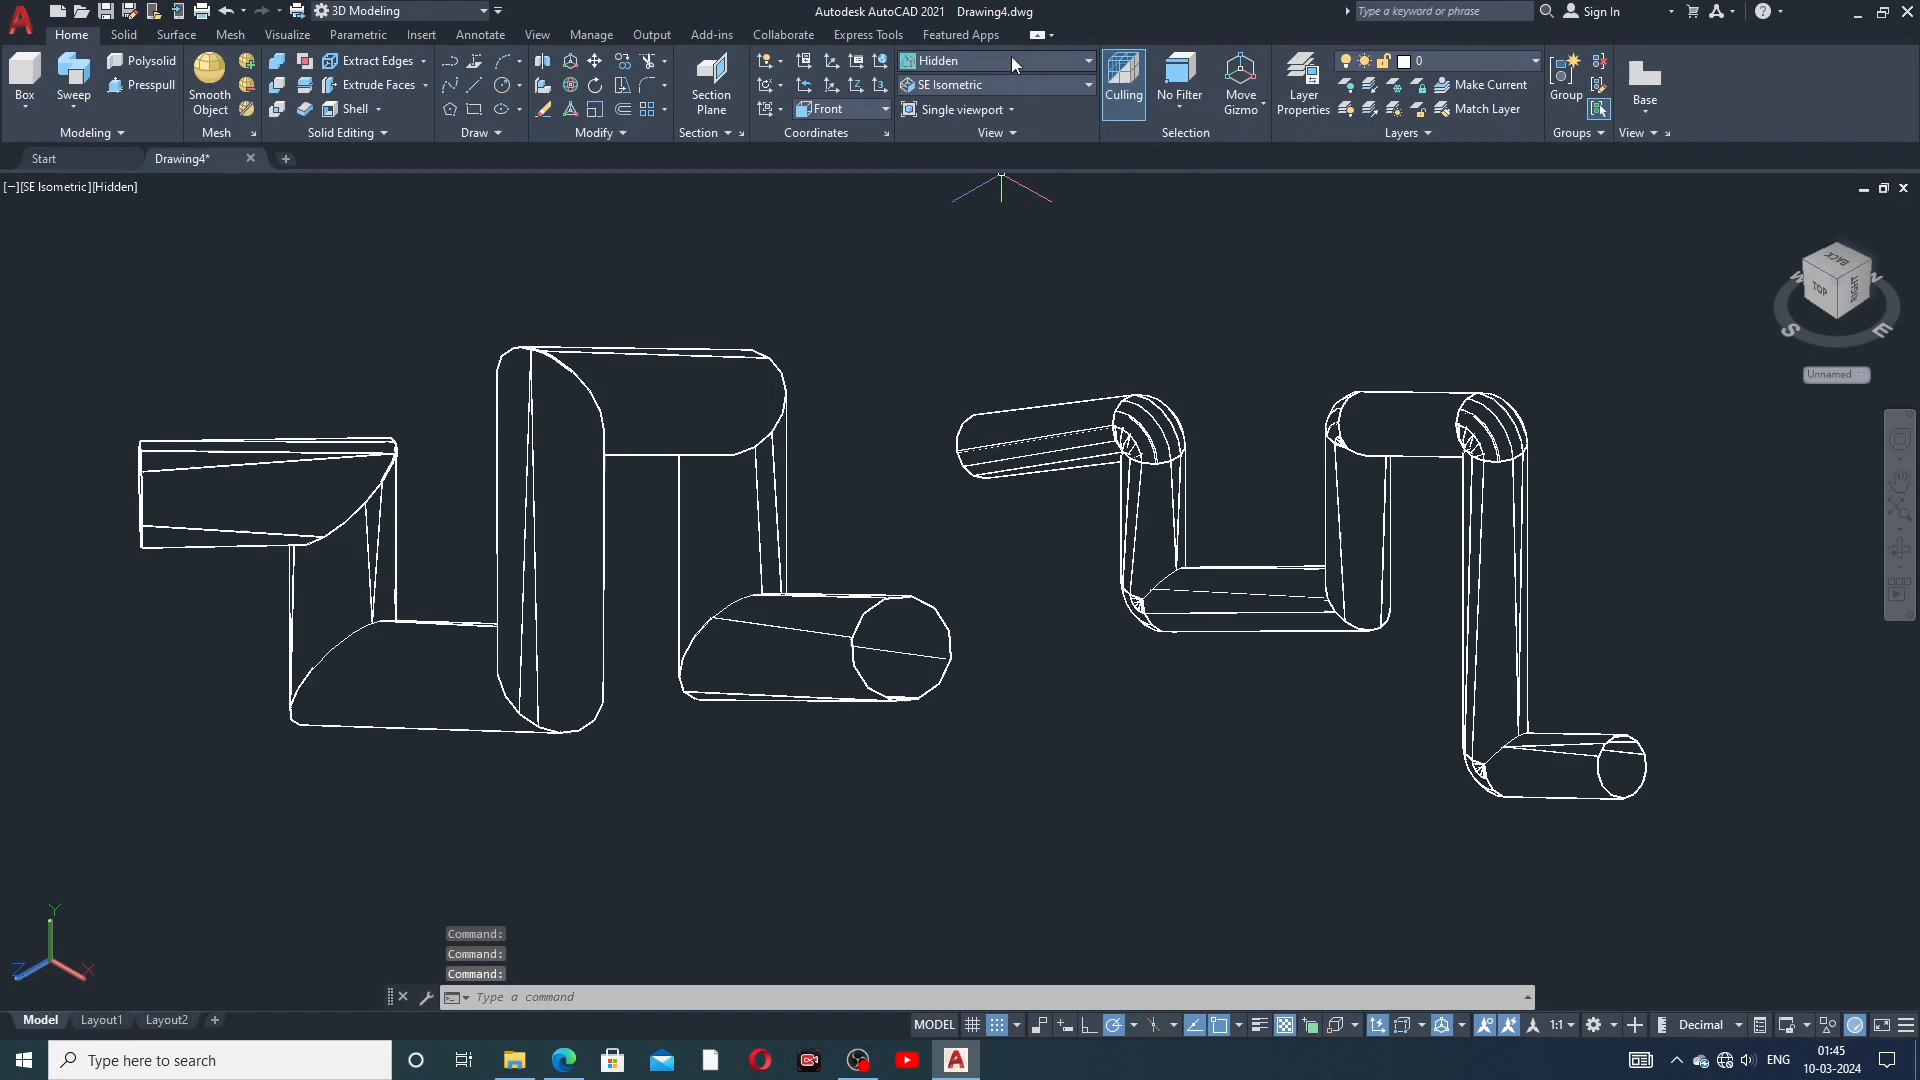 3D Modeling
Autodesk AutoCAD 2021 Drawing4.dwg
Type a keyword or phrase
Sign In
Home Solid Surface Mesh Visualize Parametric Insert Annotate View Manage Output Add-ins Collaborate Express Tools Featured Apps
Box
Sweep
Polysolid
Presspull
Modeling
Smooth Object
Mesh
Extract Edges
Extrude Faces
Shell
Solid Editing
Draw
Modify
Section Plane
Section
Front
Coordinates
Hidden
SE Isometric
Single viewport
View
Culling
No Filter
Move Gizmo
Selection
Layer Properties
0
Make Current
Match Layer
Layers
Group
Groups
Base
View
Start
Drawing4*
[−][SE Isometric][Hidden]
BACK
TOP
RIGHT
W
N
S
E
Unnamed
Y
Z
X
Command:
Command:
Command:
Type a command
Model Layout1 Layout2
MODEL
1:1
Decimal
Type here to search
ENG
01:45
10-03-2024